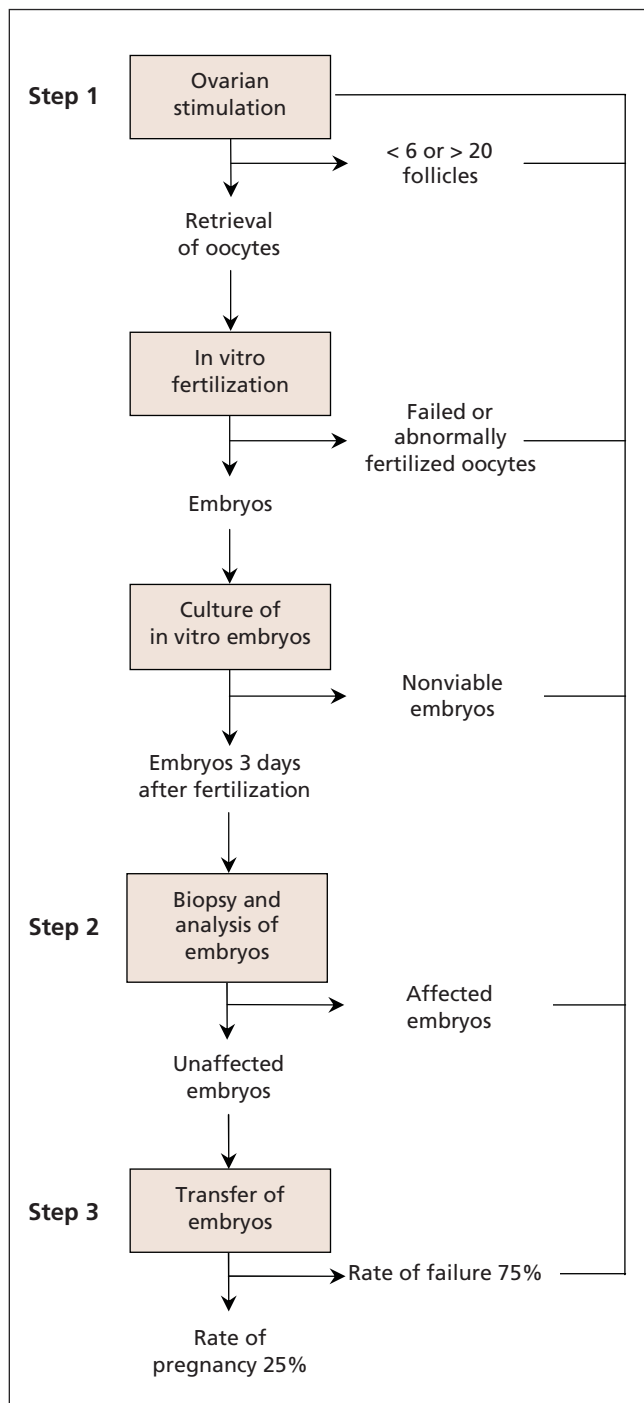 Step 1
Ovarian
stimulation
< 6 or > 20
follicles
Retrieval
of oocytes
In vitro
fertilization
Failed or
abnormally
fertilized oocytes
Embryos
Culture of
in vitro embryos
Nonviable
embryos
Embryos 3 days
after fertilization
Step 2
Biopsy and
analysis of
embryos
Affected
embryos
Unaffected
embryos
Step 3
Transfer of
embryos
Rate of failure 75%
Rate of
pregnancy 25%